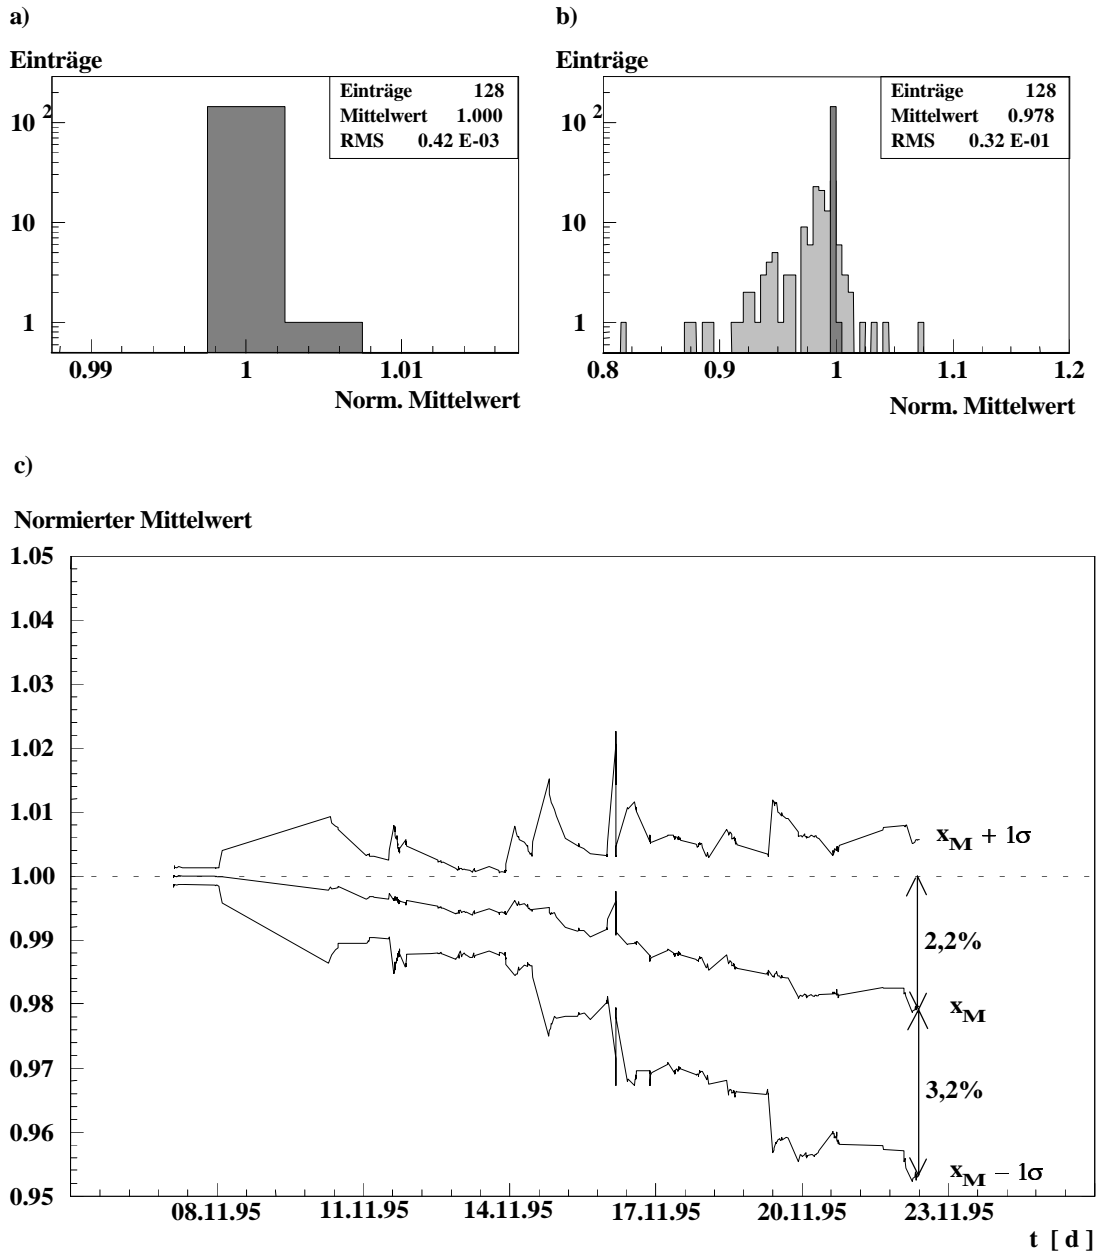 a)
Einträge
Einträge 128
Mittelwert 1.000
RMS 0.42 E-03
10 2
10
1
0.99 1 1.01
Norm. Mittelwert
b)
Einträge
Einträge 128
Mittelwert 0.978
RMS 0.32 E-01
10 2
10
1
0.8 0.9 1 1.1 1.2
Norm. Mittelwert
c)
Normierter Mittelwert
1.05
1.04
1.03
1.02
1.01
1.00
0.99
0.98
0.97
0.96
0.95
xM + 1σ
2,2%
xM
3,2%
xM − 1σ
08.11.95 11.11.95 14.11.95 17.11.95 20.11.95 23.11.95
t [ d ]